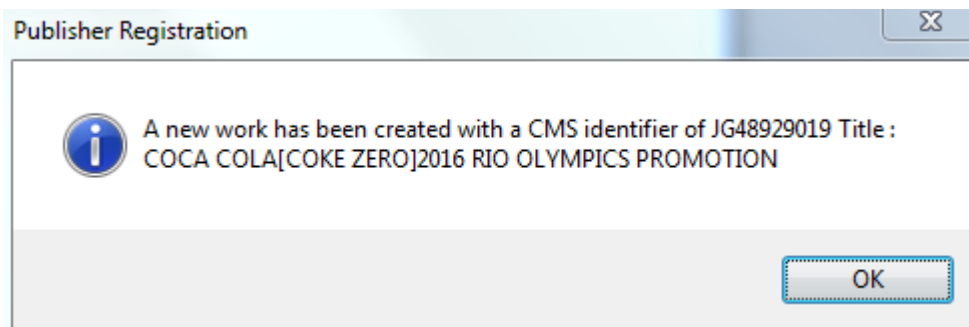 Publisher Registration
A new work has been created with a CMS identifier of JG48929019 Title :
COCA COLA[COKE ZERO]2016 RIO OLYMPICS PROMOTION
OK